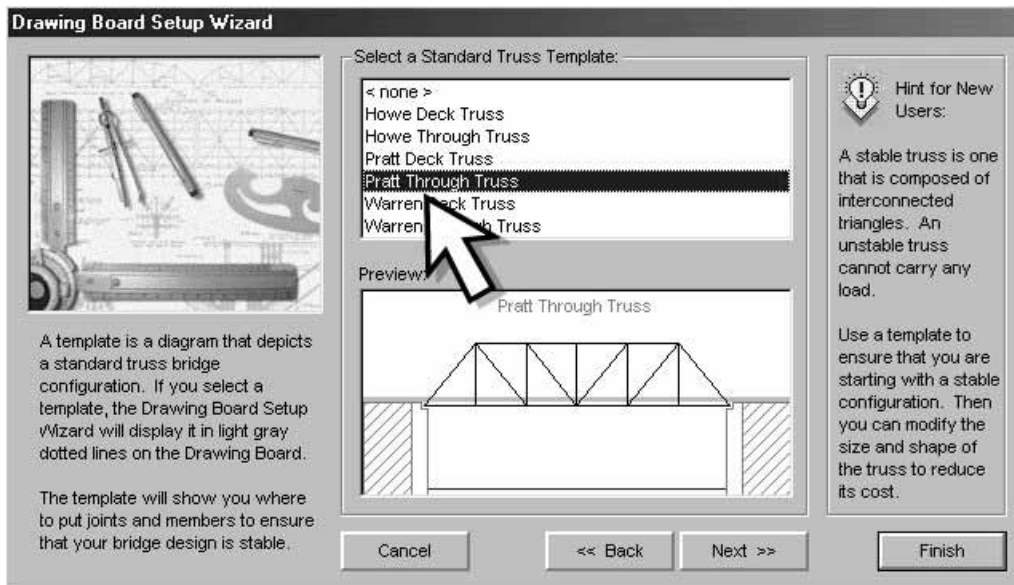 Drawing Board Setup Wizard
Select a Standard Truss Template:
< none >
Howe Deck Truss
Howe Through Truss
Pratt Deck Truss
Pratt Through Truss
Warren Deck Truss
Warren Through Truss
Preview:
Pratt Through Truss
A template is a diagram that depicts
a standard truss bridge
configuration. If you select a
template, the Drawing Board Setup
Wizard will display it in light gray
dotted lines on the Drawing Board.
The template will show you where
to put joints and members to ensure
that your bridge design is stable.
Hint for New
Users:
A stable truss is one
that is composed of
interconnected
triangles. An
unstable truss
cannot carry any
load.
Use a template to
ensure that you are
starting with a stable
configuration. Then
you can modify the
size and shape of
the truss to reduce
its cost.
Cancel
<< Back
Next >>
Finish